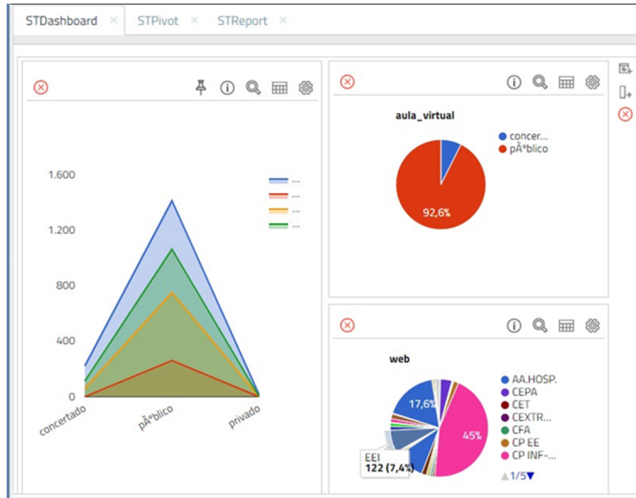 STDashboard × STPivot × STReport ×
1.600
1.200
800
400
0
concertado
pÃºblico
privado
...
...
...
...
aula_virtual
concer...
pÃºblico
92,6%
web
17,6%
45%
EEI
122 (7,4%)
AA.HOSP.
CEPA
CET
CEXTR...
CFA
CP EE
CP INF-...
1/5